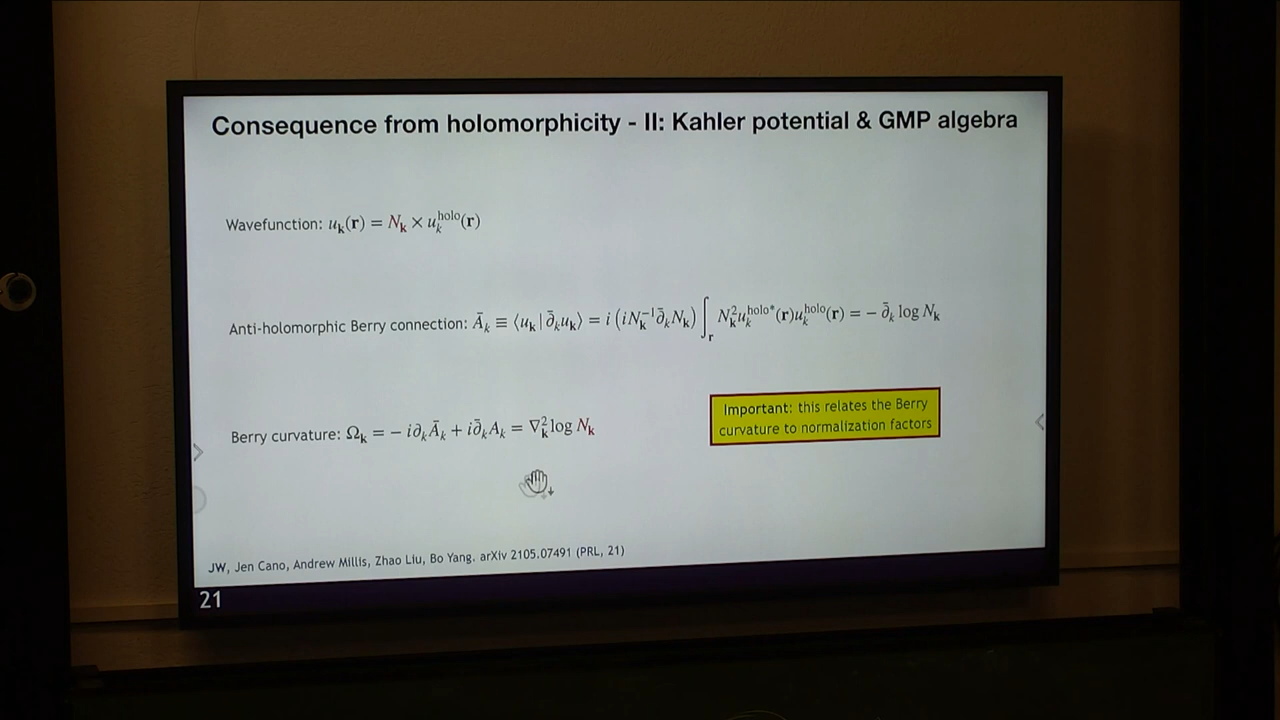 Consequence from holomorphicity - II: Kahler potential & GMP algebra
Wavefunction: u_𝐤(𝐫) = N_𝐤 × u_k^holo(𝐫)
Anti-holomorphic Berry connection: Ā_k ≡ ⟨u_𝐤 | ∂̄_k u_𝐤⟩ = i (iN_𝐤^{-1} ∂̄_k N_𝐤) ∫_𝐫 N_𝐤^2 u_k^{holo*}(𝐫) u_k^{holo}(𝐫) = − ∂̄_k log N_𝐤
Important: this relates the Berry
curvature to normalization factors
Berry curvature: Ω_𝐤 = − i∂_k Ā_k + i∂̄_k A_k = ∇_𝐤^2 log N_𝐤
JW, Jen Cano, Andrew Millis, Zhao Liu, Bo Yang. arXiv 2105.07491 (PRL, 21)
21